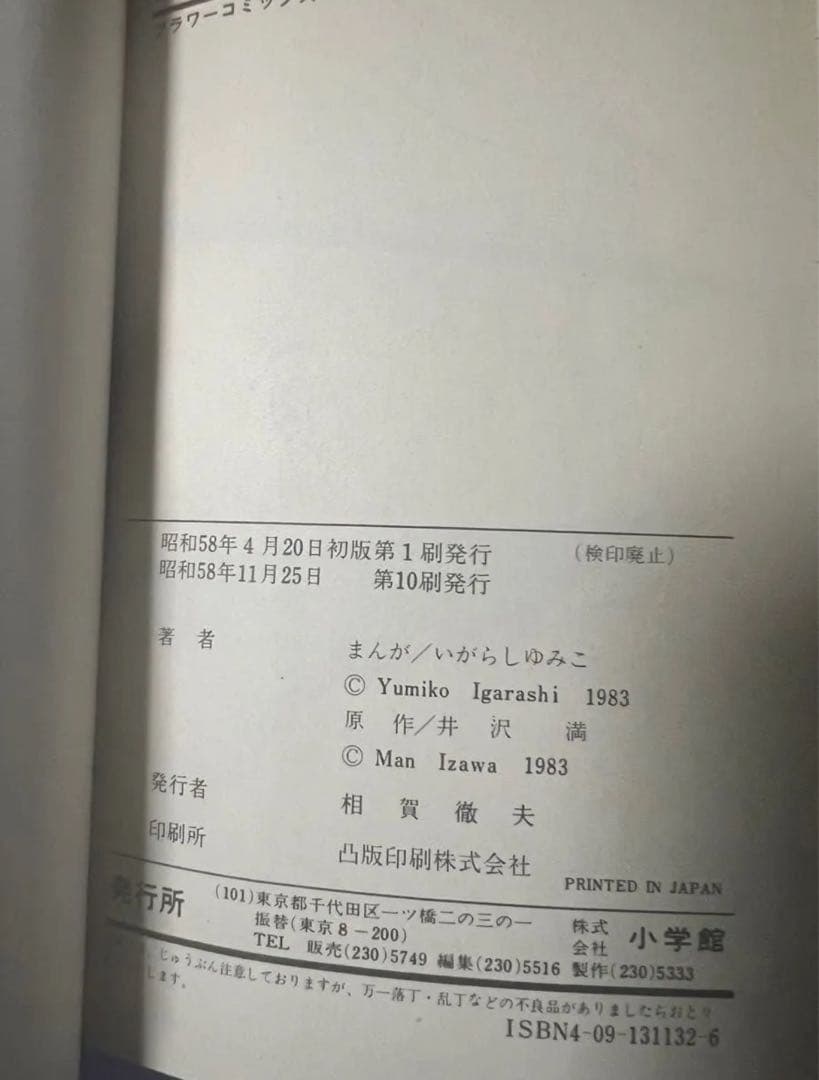 フラワーコミックス
昭和58年4月20日初版第1刷発行 (検印廃止)
昭和58年11月25日 第10刷発行
著者 まんが/いがらしゆみこ
© Yumiko Igarashi 1983
原作/井沢 満
© Man Izawa 1983
発行者 相賀徹夫
印刷所 凸版印刷株式会社
PRINTED IN JAPAN
発行所 (101)東京都千代田区一ツ橋二の三の一 株式会社 小学館
振替(東京8-200)
TEL 販売(230)5749 編集(230)5516 製作(230)5333
じゅうぶん注意しておりますが、万一落丁・乱丁などの不良品がありましたらおとり
します。
ISBN4-09-131132-6